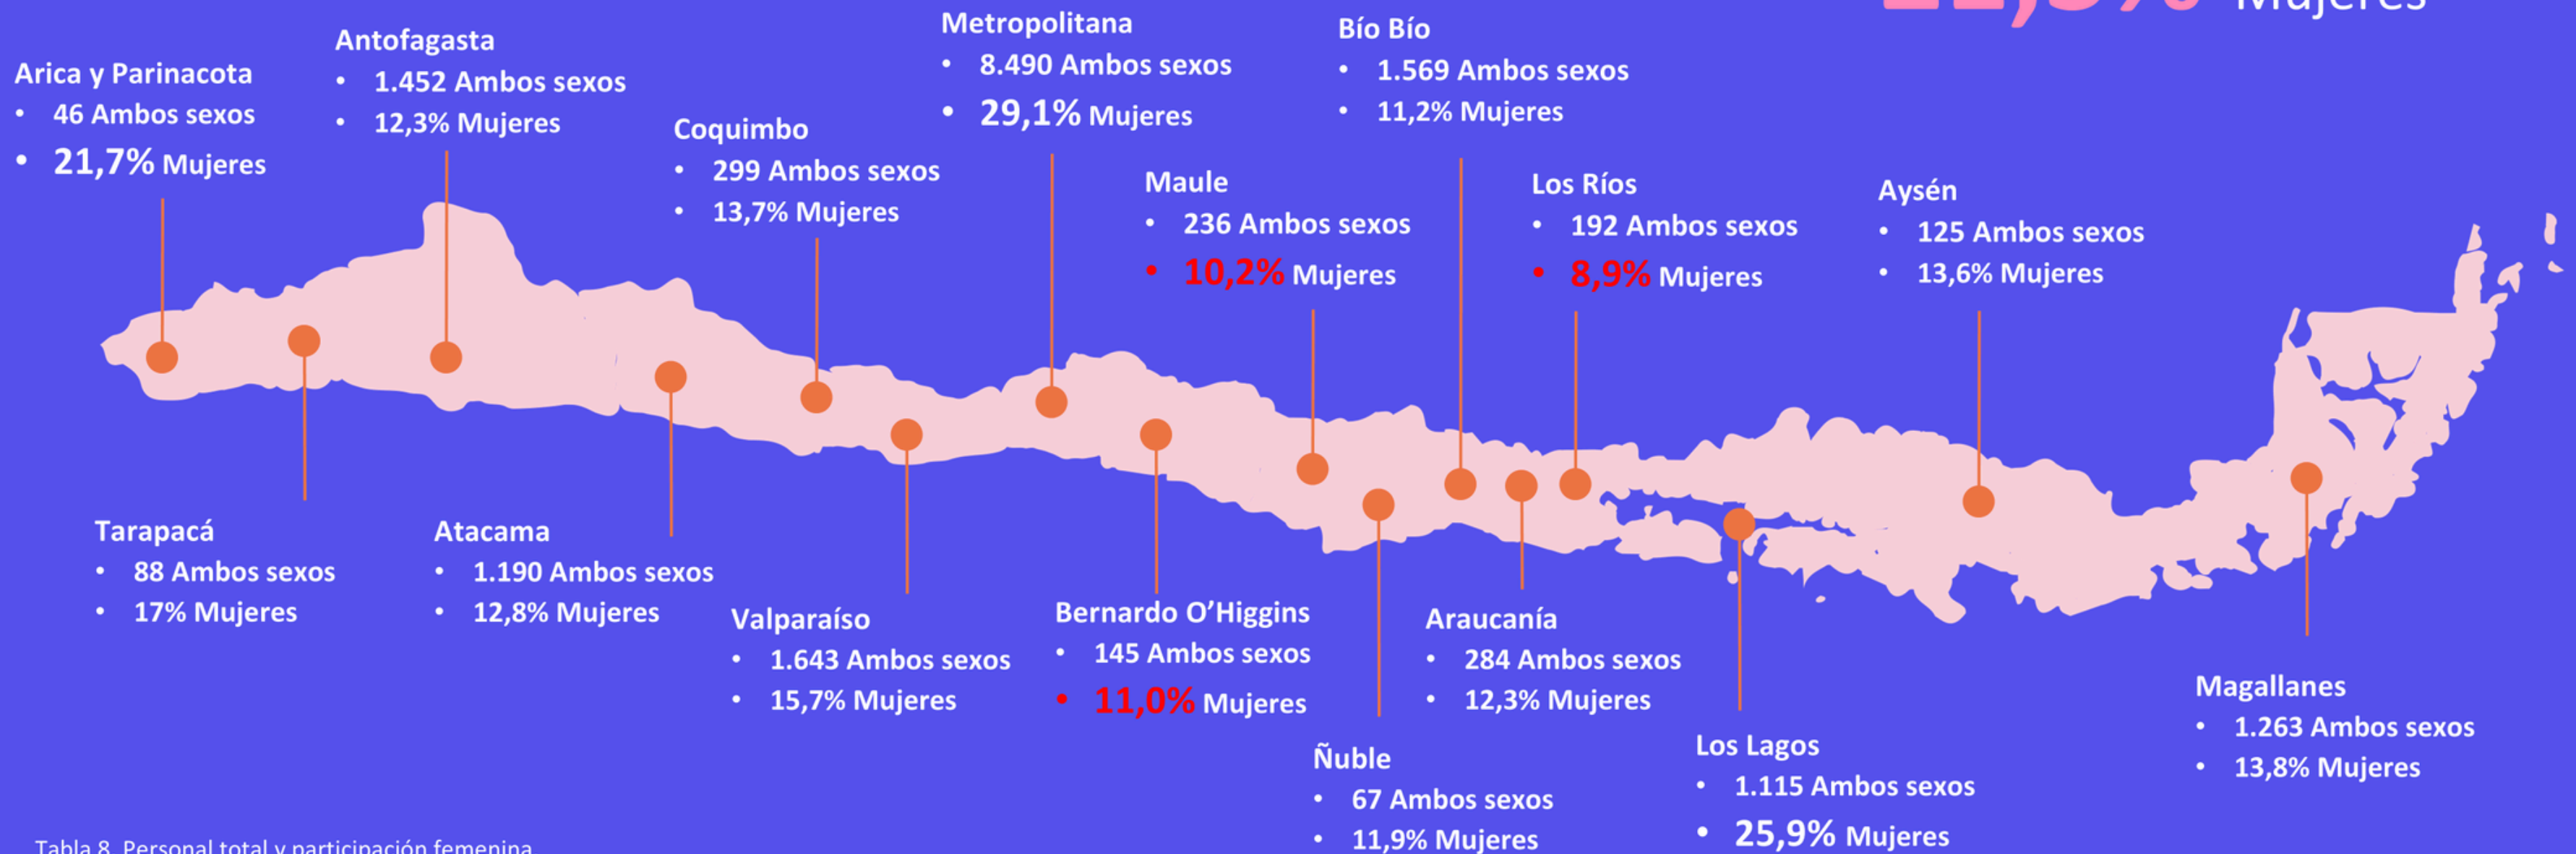 Mujeres
Arica y Parinacota
• 46 Ambos sexos
• 21,7% Mujeres
Antofagasta
• 1.452 Ambos sexos
• 12,3% Mujeres
Coquimbo
• 299 Ambos sexos
• 13,7% Mujeres
Metropolitana
• 8.490 Ambos sexos
• 29,1% Mujeres
Maule
• 236 Ambos sexos
• 10,2% Mujeres
Bío Bío
• 1.569 Ambos sexos
• 11,2% Mujeres
Los Ríos
• 192 Ambos sexos
• 8,9% Mujeres
Aysén
• 125 Ambos sexos
• 13,6% Mujeres
Tarapacá
• 88 Ambos sexos
• 17% Mujeres
Atacama
• 1.190 Ambos sexos
• 12,8% Mujeres
Valparaíso
• 1.643 Ambos sexos
• 15,7% Mujeres
Bernardo O’Higgins
• 145 Ambos sexos
• 11,0% Mujeres
Ñuble
• 67 Ambos sexos
• 11,9% Mujeres
Araucanía
• 284 Ambos sexos
• 12,3% Mujeres
Los Lagos
• 1.115 Ambos sexos
• 25,9% Mujeres
Magallanes
• 1.263 Ambos sexos
• 13,8% Mujeres
Tabla 8. Personal total y participación femenina